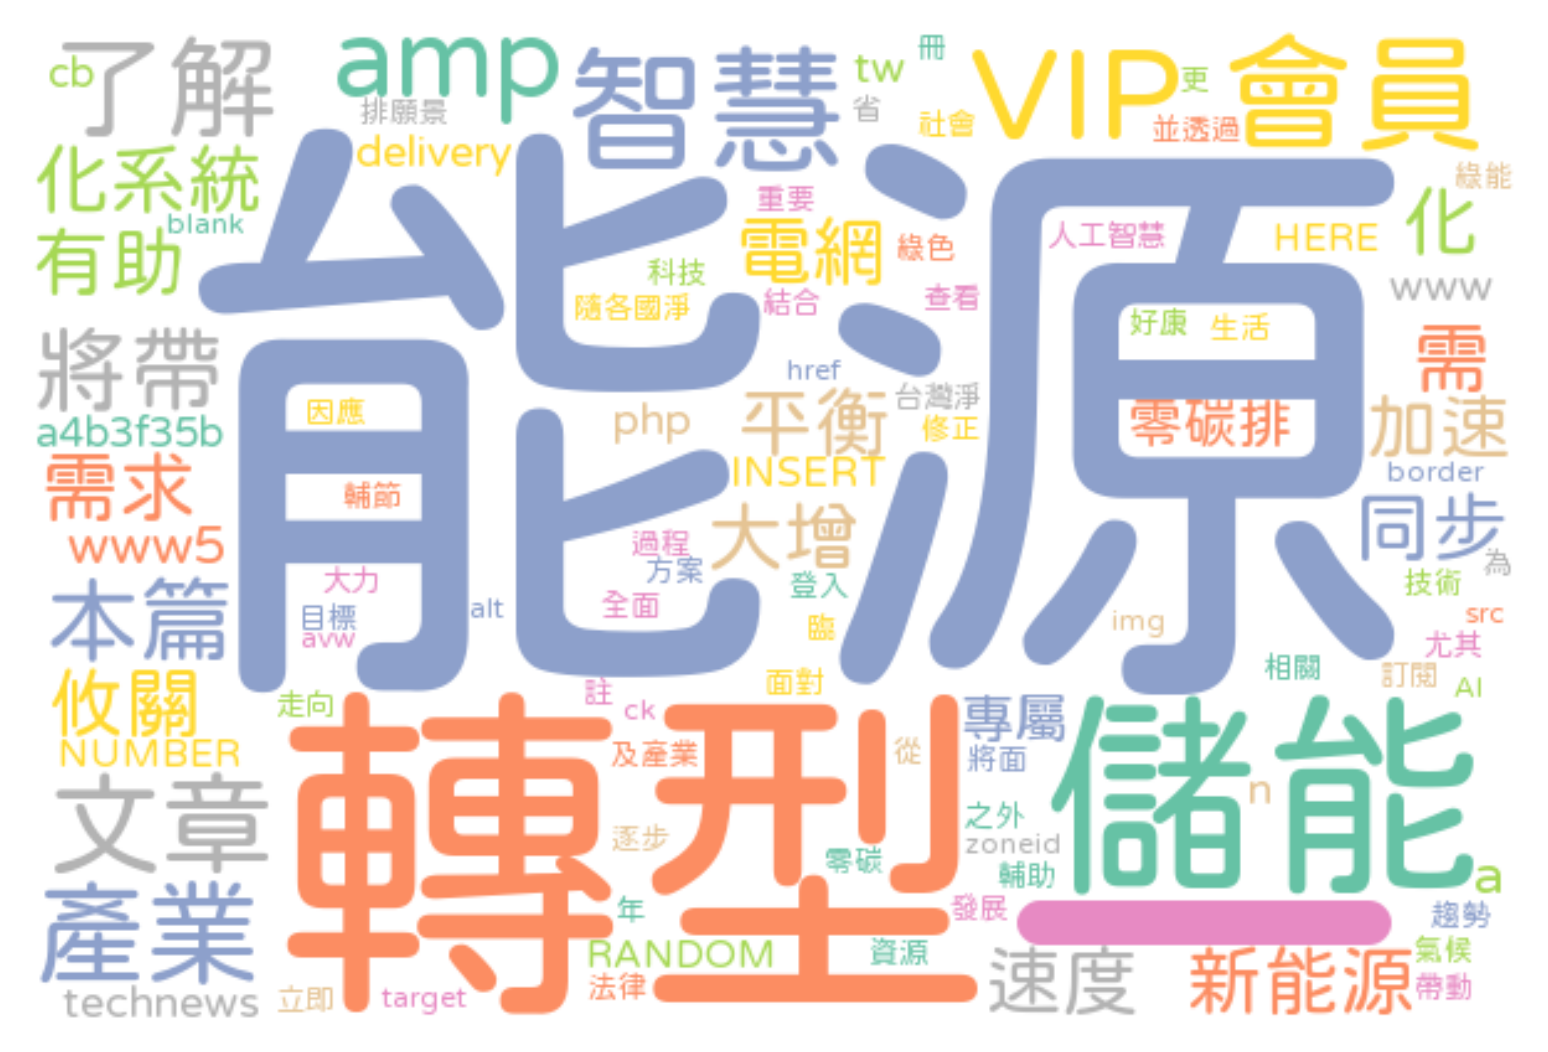 了解
cb
amp
排願景
智慧
tw
省
冊
社會
VIP會員
更
並透過
delivery
化系統
blank
有助
能源
重要
電網
綠色
人工智慧
HERE
化
綠能
www
科技
隨各國淨
結合
查看
好康
生活
將帶
href
台灣淨
需
因應
php
平衡
修正
零碳排
加速
a4b3f35b
需求
輔節
INSERT
border
www5
大增
同步
過程
方案
為
大力
登入
技術
本篇
目標
avw
alt
全面
臨
img
src
尤其
攸關
走向
註
ck
面對
相關
訂閱
AI
NUMBER
轉型
及產業
從
專屬
將面
儲能
n
文章
逐步
零碳
之外
zoneid
輔助
a
產業
年
發展
趨勢
RANDOM
資源
速度
新能源
氣候
帶動
technews
立即
target
法律